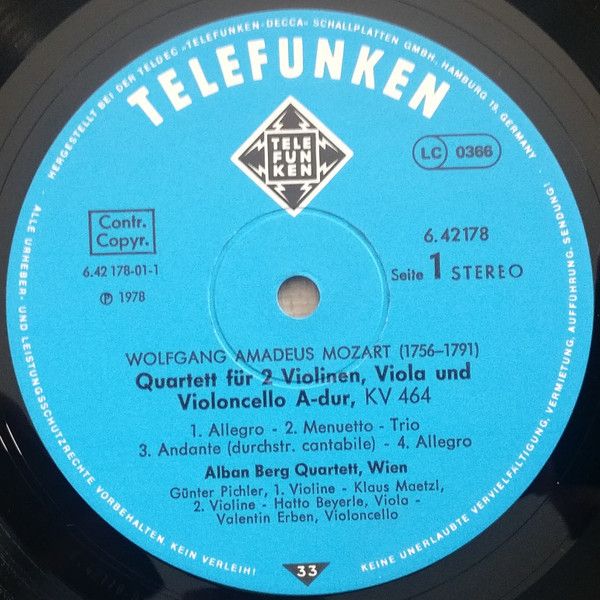 HERGESTELLT BEI DER TELDEC »TELEFUNKEN-DECCA« SCHALLPLATTEN GMBH, HAMBURG 19, GERMANY
TELEFUNKEN
TELE
FUN
KEN
LC 0366
Contr.
Copyr.
6.42 178-01-1
Ⓟ 1978
6.42178
Seite 1 STEREO
WOLFGANG AMADEUS MOZART (1756–1791)
Quartett für 2 Violinen, Viola und
Violoncello A-dur, KV 464
1. Allegro - 2. Menuetto - Trio
3. Andante (durchstr. cantabile) - 4. Allegro
Alban Berg Quartett, Wien
Günter Pichler, 1. Violine - Klaus Maetzl,
2. Violine - Hatto Beyerle, Viola -
Valentin Erben, Violoncello
33
ALLE URHEBER- UND LEISTUNGSSCHUTZRECHTE VORBEHALTEN. KEIN VERLEIH!
KEINE UNERLAUBTE VERVIELFÄLTIGUNG, VERMIETUNG, AUFFÜHRUNG, SENDUNG!